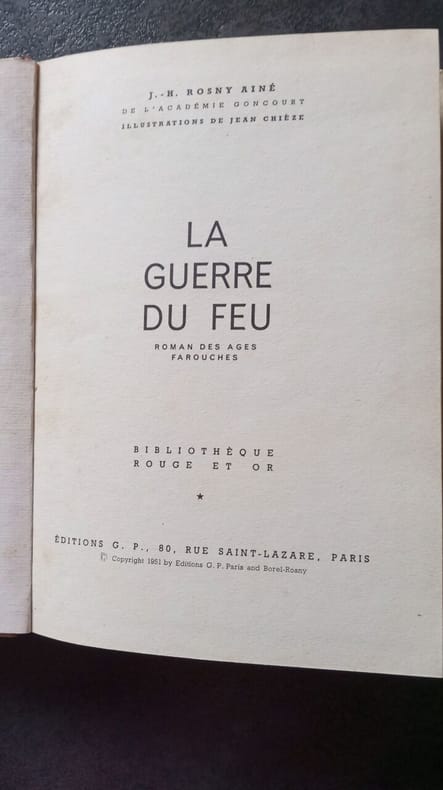 J.-H. ROSNY AINÉ
DE L'ACADÉMIE GONCOURT
ILLUSTRATIONS DE JEAN CHIÈZE
LA
GUERRE
DU FEU
ROMAN DES AGES
FAROUCHES
BIBLIOTHÈQUE
ROUGE ET OR
★
ÉDITIONS G. P., 80, RUE SAINT-LAZARE, PARIS
© Copyright 1951 by Editions G. P. Paris and Borel-Rosny